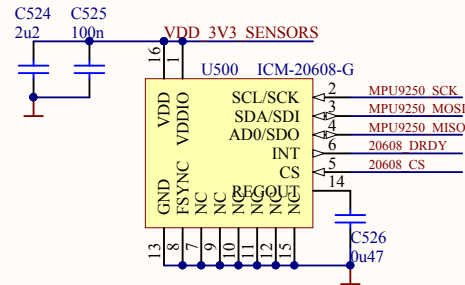 C524
2u2
C525
100n
VDD_3V3_SENSORS
16
1
U500
ICM-20608-G
VDD
VDDIO
SCL/SCK
2
MPU9250_SCK
SDA/SDI
3
MPU9250_MOSI
AD0/SDO
4
MPU9250_MISO
INT
6
20608_DRDY
CS
5
20608_CS
REGOUT
14
GND
FSYNC
NC
NC
NC
NC
NC
NC
13
8
7
9
10
11
12
15
C526
0u47